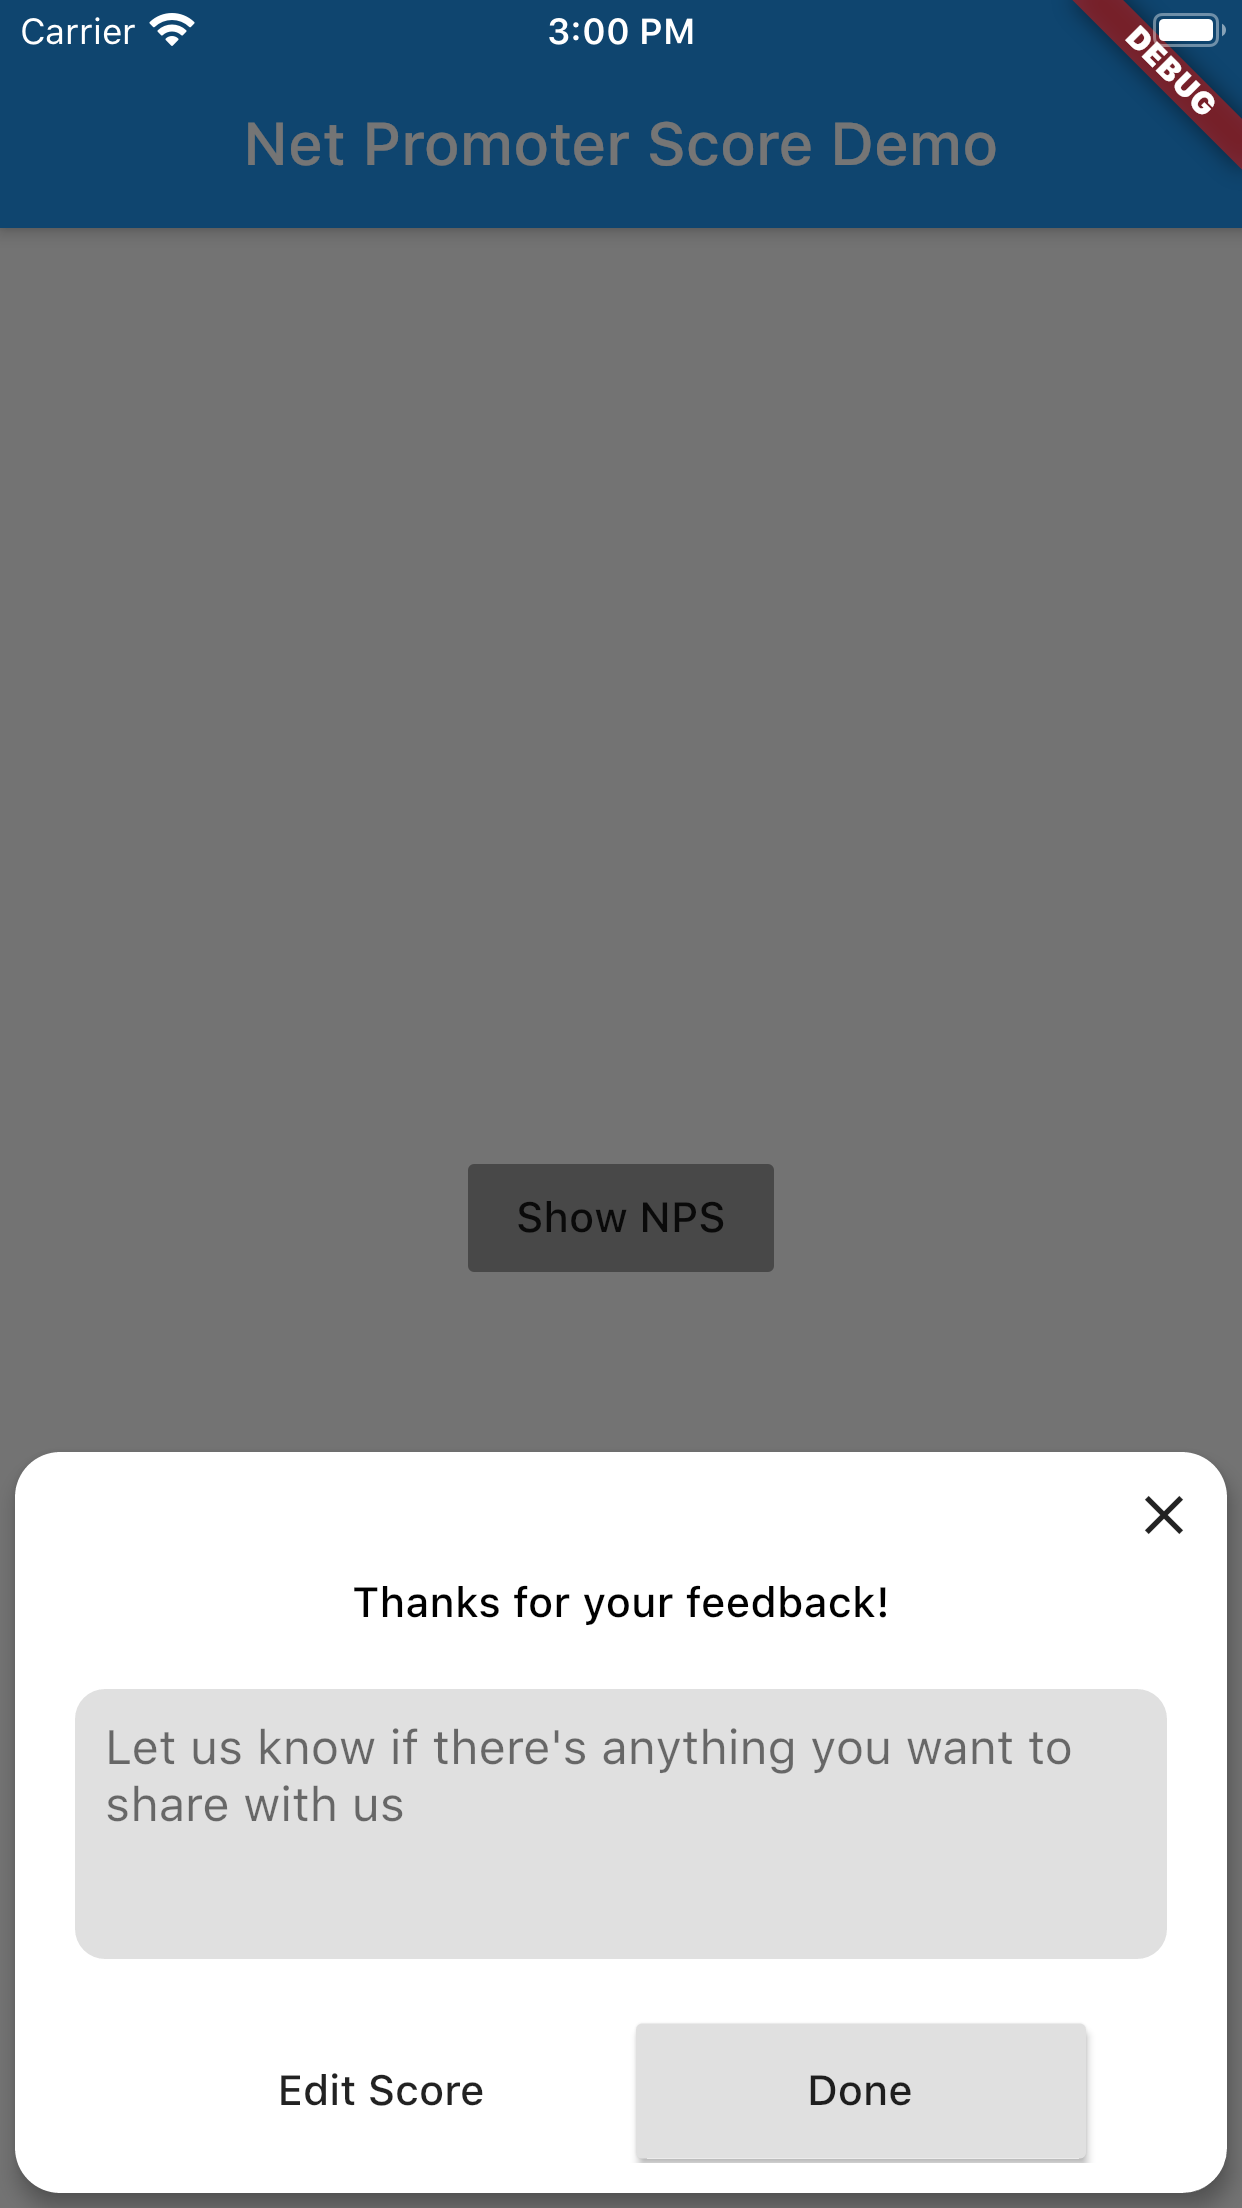 Carrier 3:00 PM
DEBUG
Net Promoter Score Demo
Show NPS
Thanks for your feedback!
Let us know if there's anything you want to
share with us
Edit Score Done